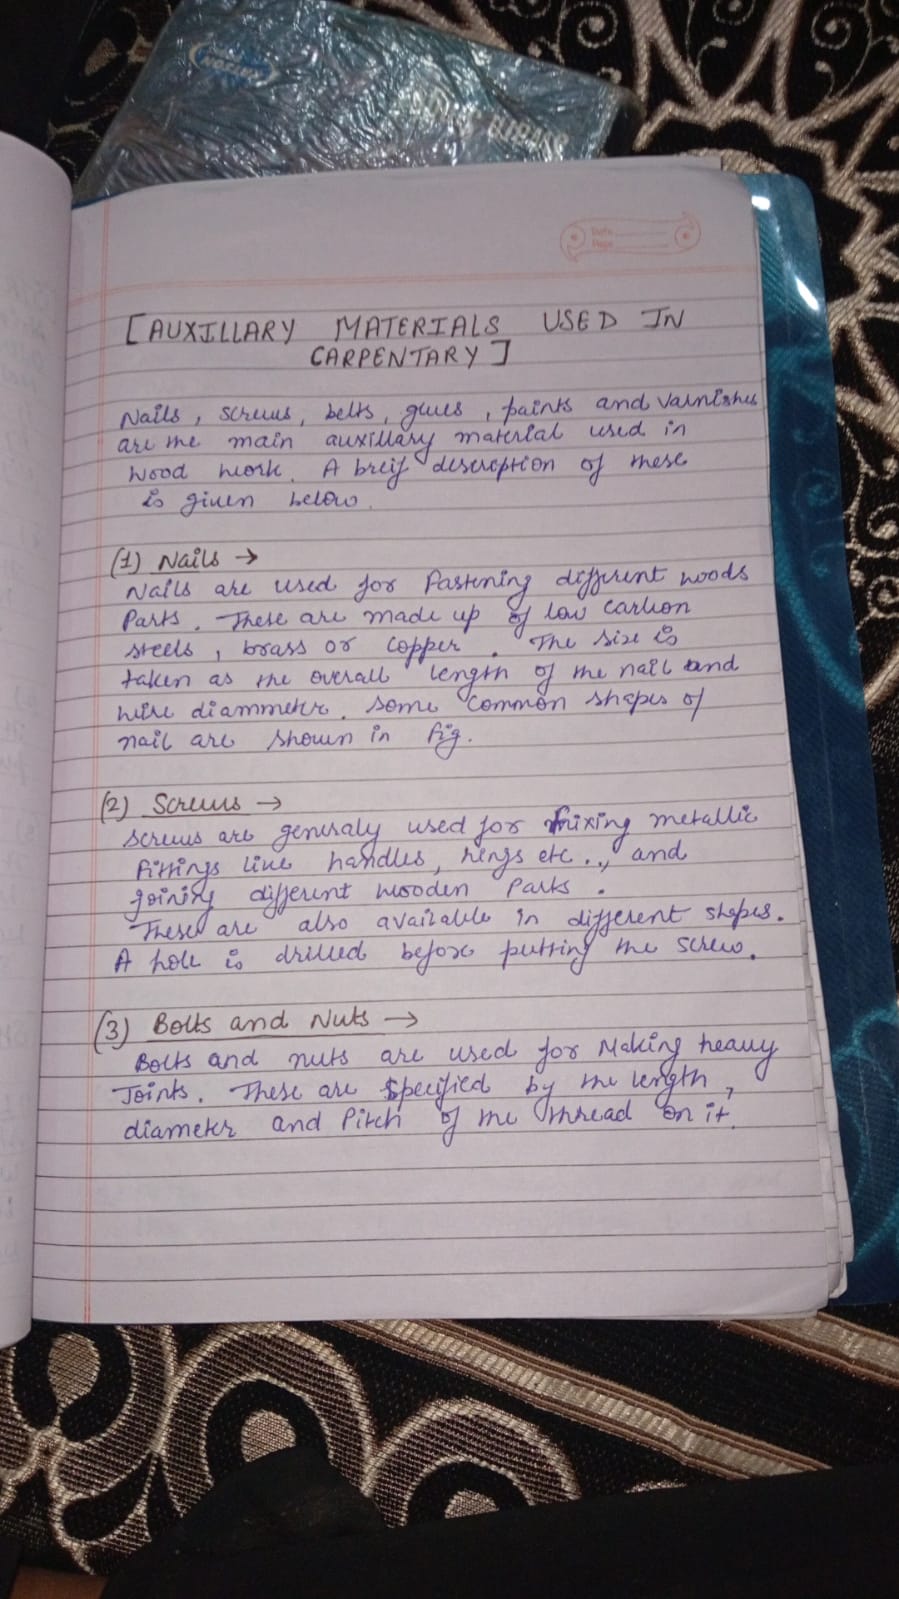 Date
Page
[AUXILLARY MATERIALS USED IN
CARPENTARY]
Nails, screws, belts, glues, paints and varnishes
are the main auxillary material used in
wood work. A breif descreption of these
is given below.
(1) Nails →
Nails are used for fastening different woods
Parts. These are made up of low carbon
steels, brass or copper. The size is
taken as the overall length of the nail and
wire diammeter. Some common shapes of
nail are shown in fig.
(2) Screws →
Screws are generaly used for fixing metallic
fittings like handles, hings etc.., and
joining different wooden Parts.
These are also available in different shapes.
A hole is drilled before putting the screw.
(3) Bolts and Nuts →
Bolts and nuts are used for Making heavy
Joints. These are specified by the length,
diameter and Pitch of the thread on it.